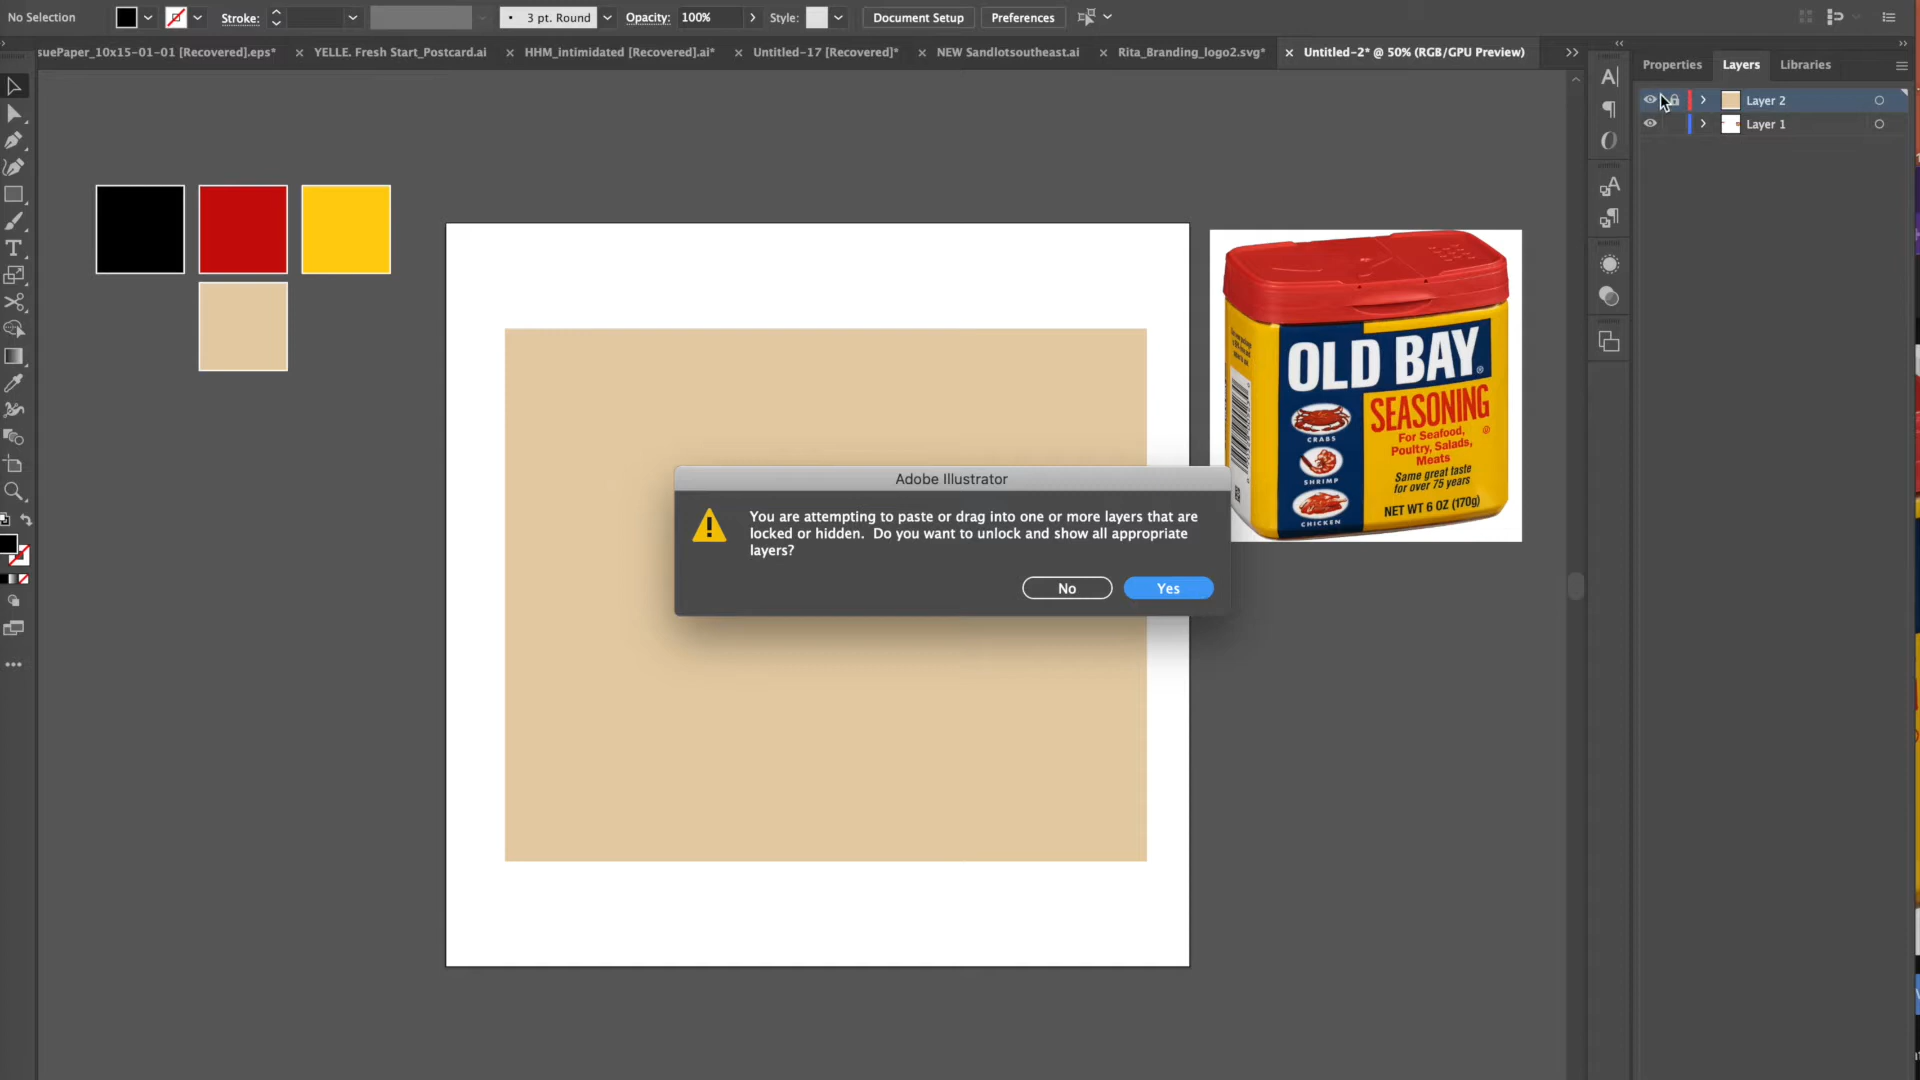 No Selection
Stroke:
3 pt. Round
Opacity:
100%
Style:
Document Setup
Preferences
suePaper_10x15-01-01 [Recovered].eps*
YELLE. Fresh Start_Postcard.ai
HHM_intimidated [Recovered].ai*
Untitled-17 [Recovered]*
NEW Sandlotsoutheast.ai
Rita_Branding_logo2.svg*
Untitled-2* @ 50% (RGB/GPU Preview)
Properties
Layers
Libraries
Layer 2
Layer 1
OLD BAY®
SEASONING
For Seafood,
Poultry, Salads,
Meats
Same great taste
for over 75 years
NET WT 6 OZ (170g)
CRABS
SHRIMP
CHICKEN
Adobe Illustrator
You are attempting to paste or drag into one or more layers that are
locked or hidden. Do you want to unlock and show all appropriate
layers?
No
Yes